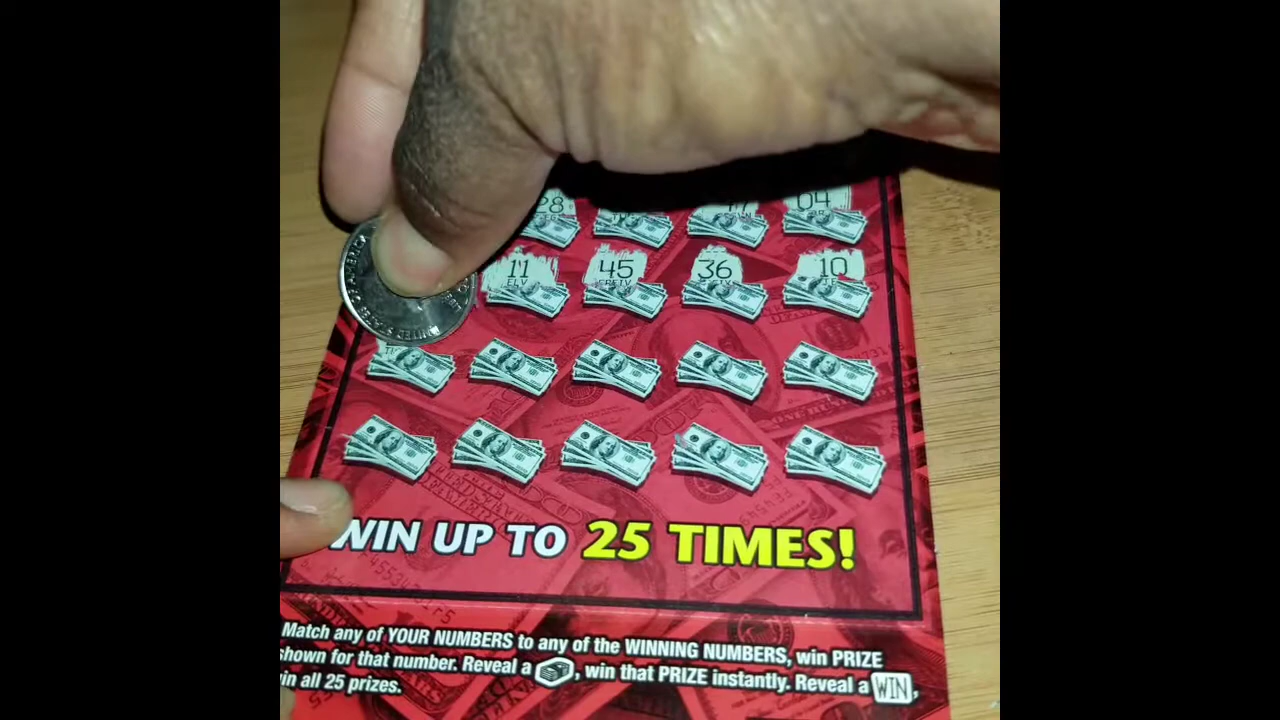 04
11 45 36 10
ELV
WIN UP TO 25 TIMES!
Match any of YOUR NUMBERS to any of the WINNING NUMBERS, win PRIZE
shown for that number. Reveal a , win that PRIZE instantly. Reveal a WIN,
win all 25 prizes.